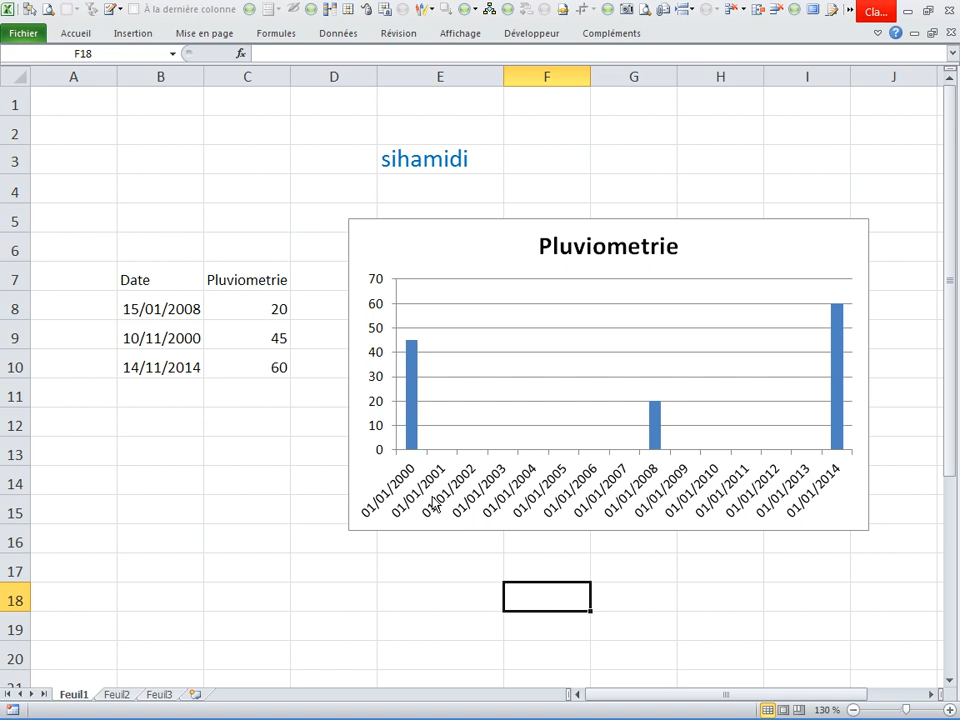 À la dernière colonne
Cla...
Fichier Accueil Insertion Mise en page Formules Données Révision Affichage Développeur Compléments
F18 fx
A B C D E F G H I J
1
2
3 sihamidi
4
5
6 Pluviometrie
7 Date Pluviometrie
8 15/01/2008 20
9 10/11/2000 45
10 14/11/2014 60
11
12
13
14
15
16
17
18
19
20
21
70
60
50
40
30
20
10
0
01/01/2000 01/01/2001 01/01/2002 01/01/2003 01/01/2004 01/01/2005 01/01/2006 01/01/2007 01/01/2008 01/01/2009 01/01/2010 01/01/2011 01/01/2012 01/01/2013 01/01/2014
Feuil1 Feuil2 Feuil3
130 %